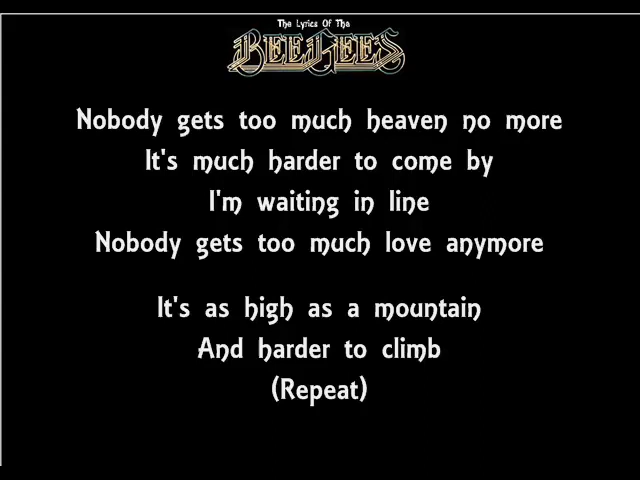 The Lyrics Of The
BEE GEES
Nobody gets too much heaven no more
It's much harder to come by
I'm waiting in line
Nobody gets too much love anymore
It's as high as a mountain
And harder to climb
(Repeat)